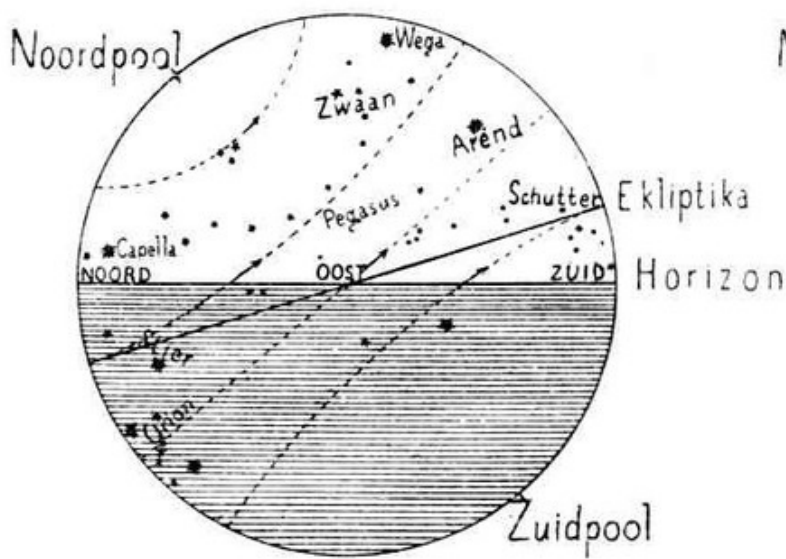 Wega
Noordpool
Zwaan
Arend
Schutter
Ekliptika
Pegasus
Capella
NOORD
OOST
ZUID
Horizon
Stier
Orion
Zuidpool